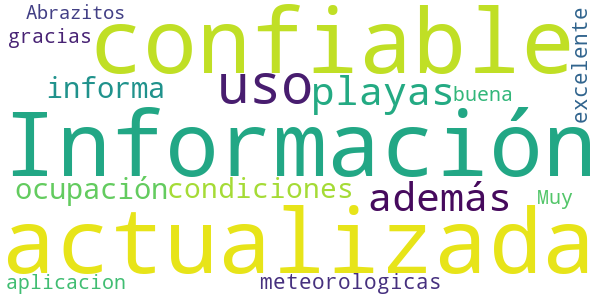 Abrazitos
gracias
confiable
excelente
informa
uso
playas
buena
Información
ocupación
condiciones
además
Muy
actualizada
aplicacion
meteorologicas